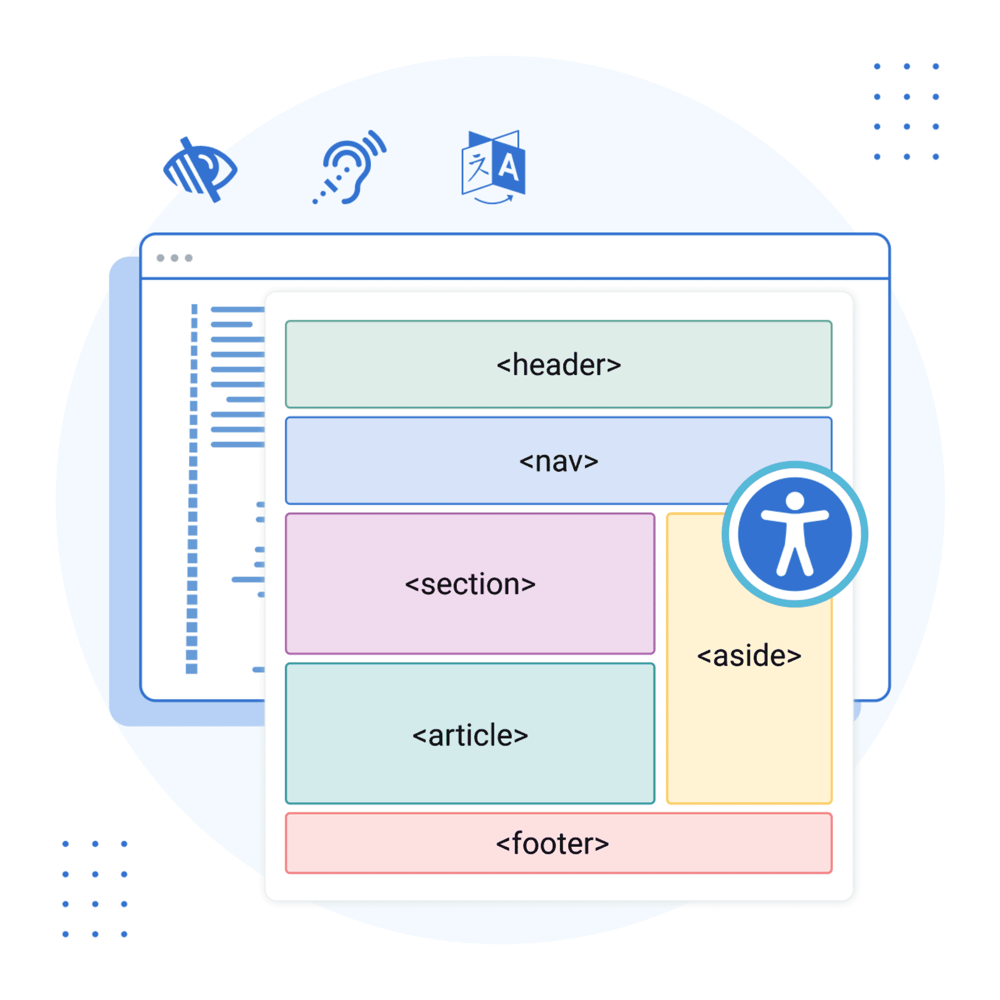 A
<header>
<nav>
<section>
<aside>
<article>
<footer>